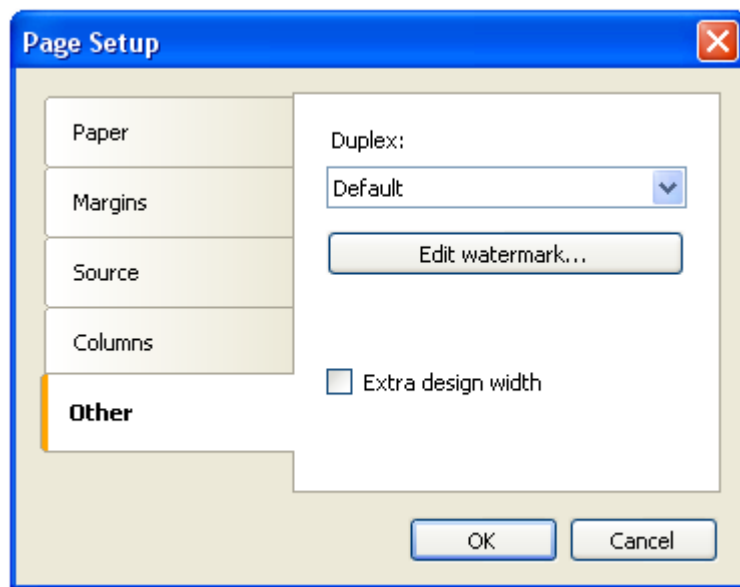 Page Setup
Paper
Margins
Source
Columns
Other
Duplex:
Default
Edit watermark...
Extra design width
OK
Cancel